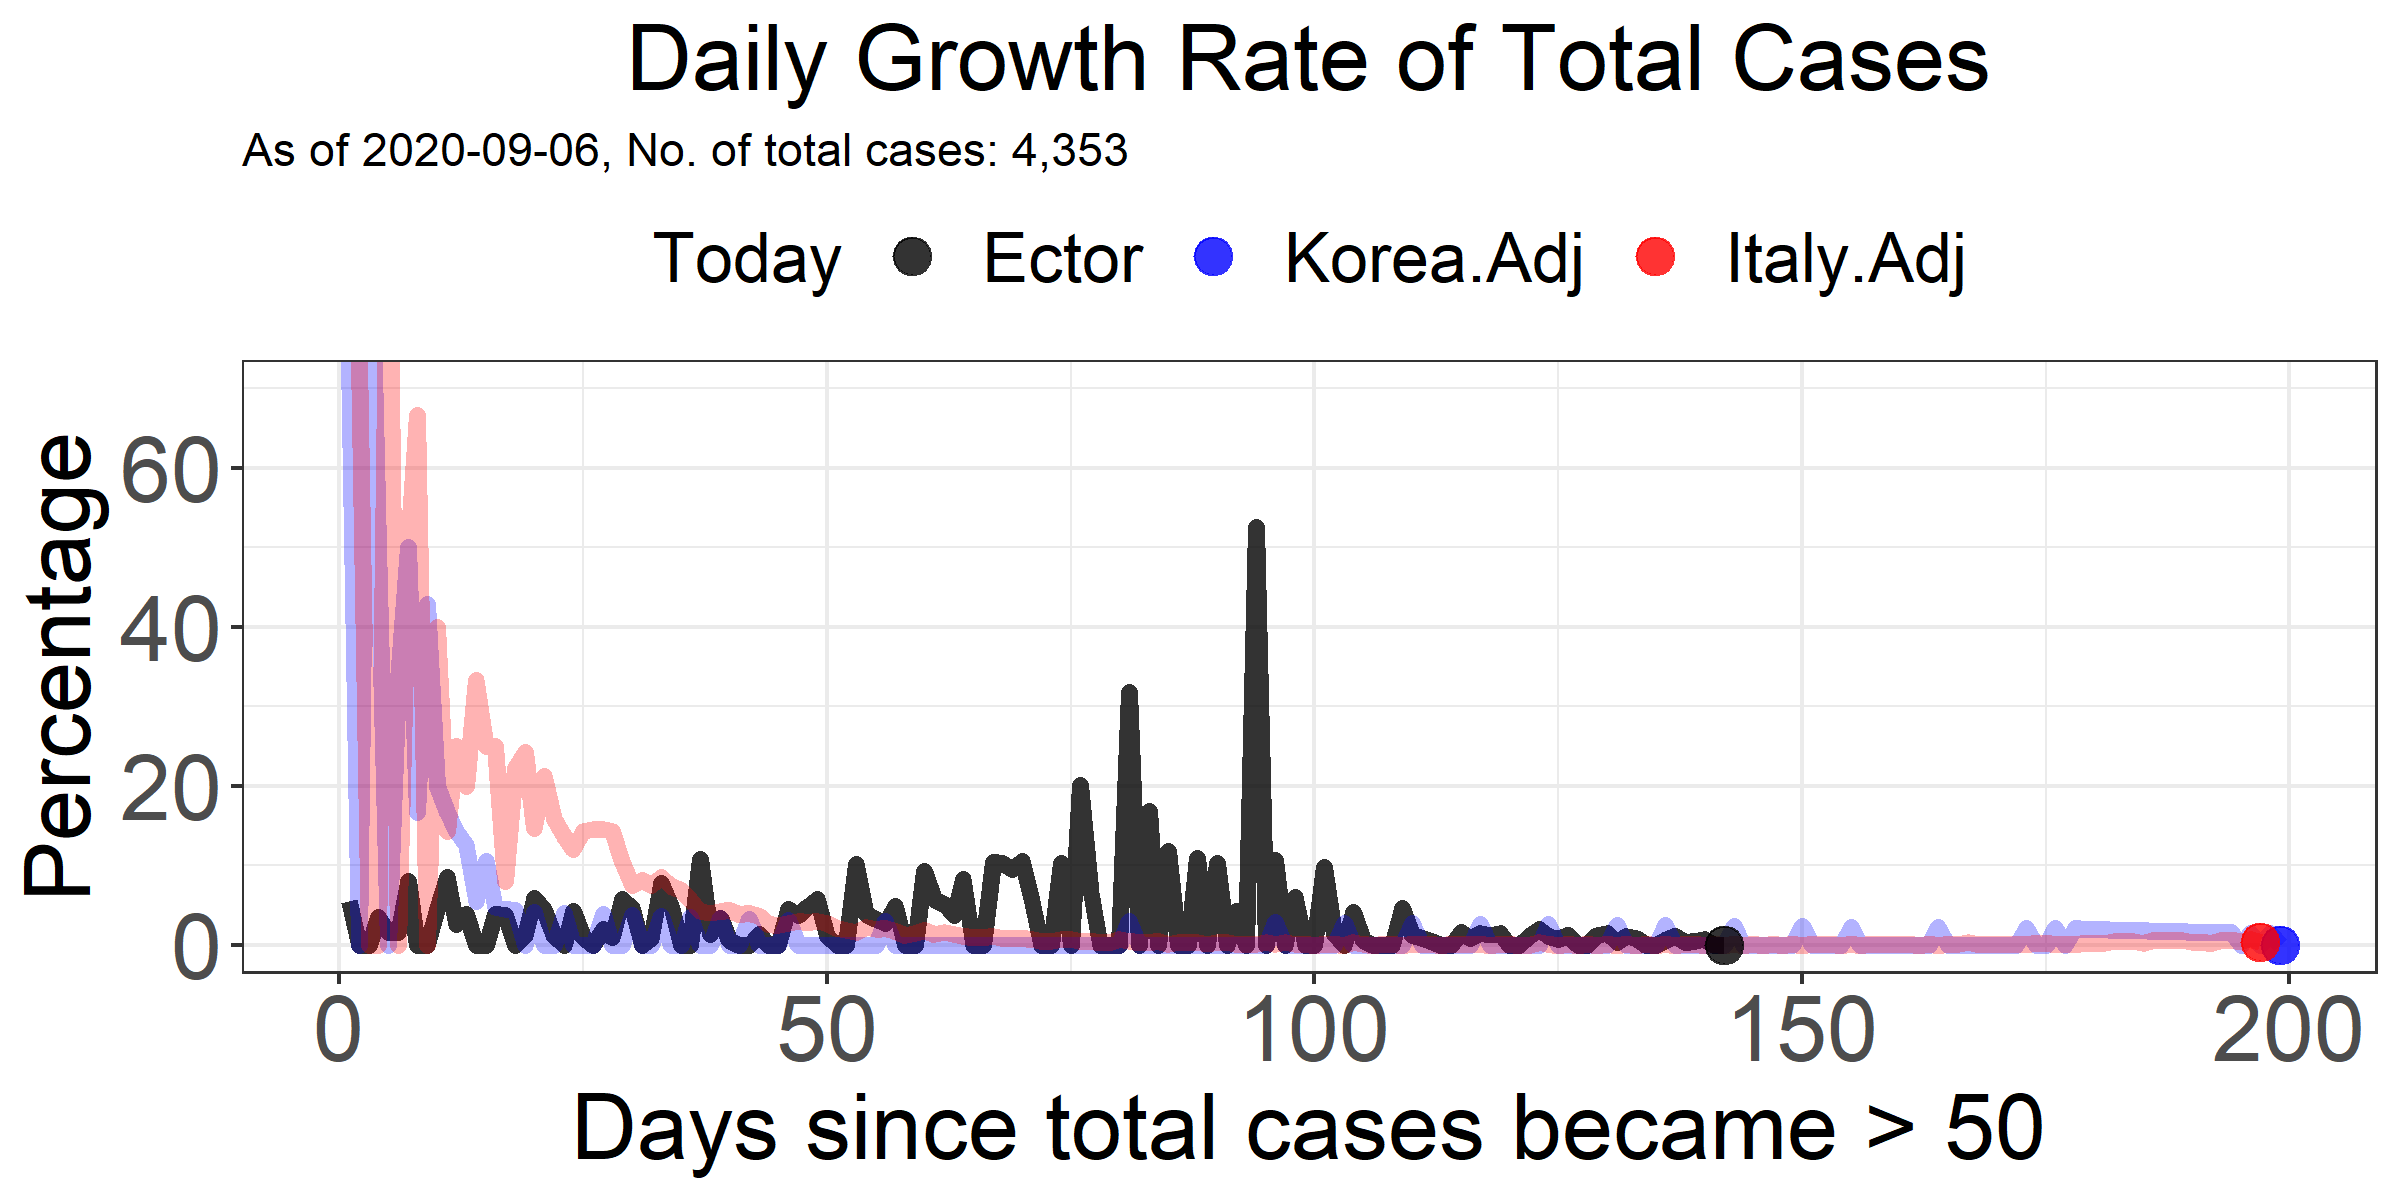 Daily Growth Rate of Total Cases
As of 2020-09-06, No. of total cases: 4,353
Today Ector Korea.Adj Italy.Adj
Percentage
60
40
20
0
0 50 100 150 200
Days since total cases became > 50